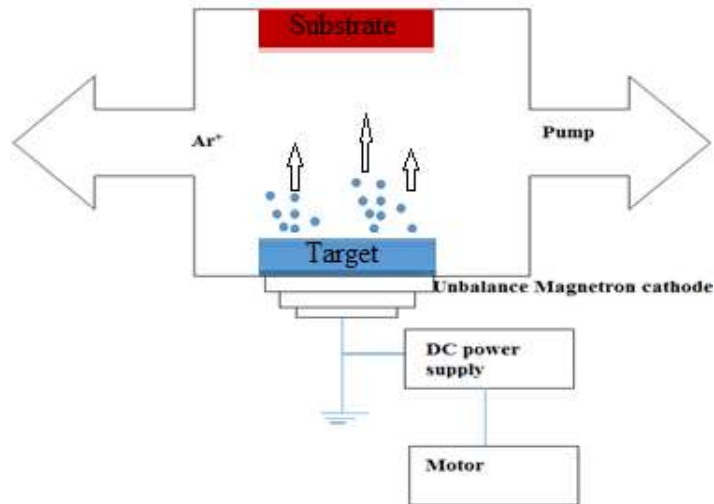 Substrate
Ar+
Pump
Target
Unbalance Magnetron cathode
DC power
supply
Motor